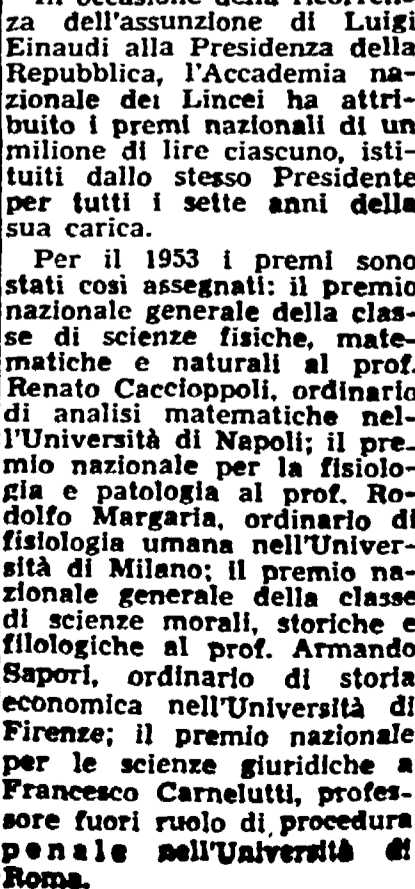 In occasione della ricorren-
za dell'assunzione di Luigi
Einaudi alla Presidenza della
Repubblica, l'Accademia na-
zionale dei Lincei ha attri-
buito i premi nazionali di un
milione di lire ciascuno, isti-
tuiti dallo stesso Presidente
per tutti i sette anni della
sua carica.
Per il 1953 i premi sono
stati così assegnati: il premio
nazionale generale della clas-
se di scienze fisiche, mate-
matiche e naturali al prof.
Renato Caccioppoli, ordinario
di analisi matematiche nel-
l'Università di Napoli; il pre-
mio nazionale per la fisiolo-
gia e patologia al prof. Ro-
dolfo Margaria, ordinario di
fisiologia umana nell'Univer-
sità di Milano; il premio na-
zionale generale della classe
di scienze morali, storiche e
filologiche al prof. Armando
Sapori, ordinario di storia
economica nell'Università di
Firenze; il premio nazionale
per le scienze giuridiche a
Francesco Carnelutti, profes-
sore fuori ruolo di procedura
penale nell'Università di
Roma.